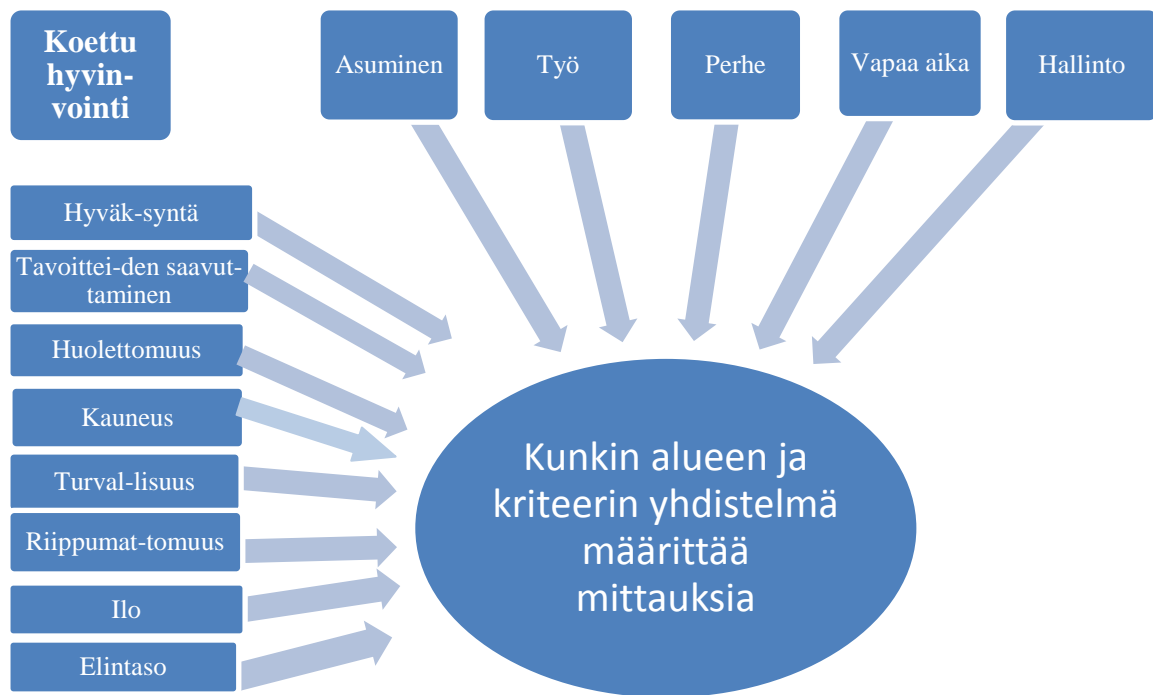 Koettu
hyvin-
vointi
Asuminen
Työ
Perhe
Vapaa aika
Hallinto
Hyväk-syntä
Tavoittei-den saavut-
taminen
Huolettomuus
Kauneus
Turval-lisuus
Riippumat-tomuus
Ilo
Elintaso
Kunkin alueen ja
kriteerin yhdistelmä
määrittää
mittauksia